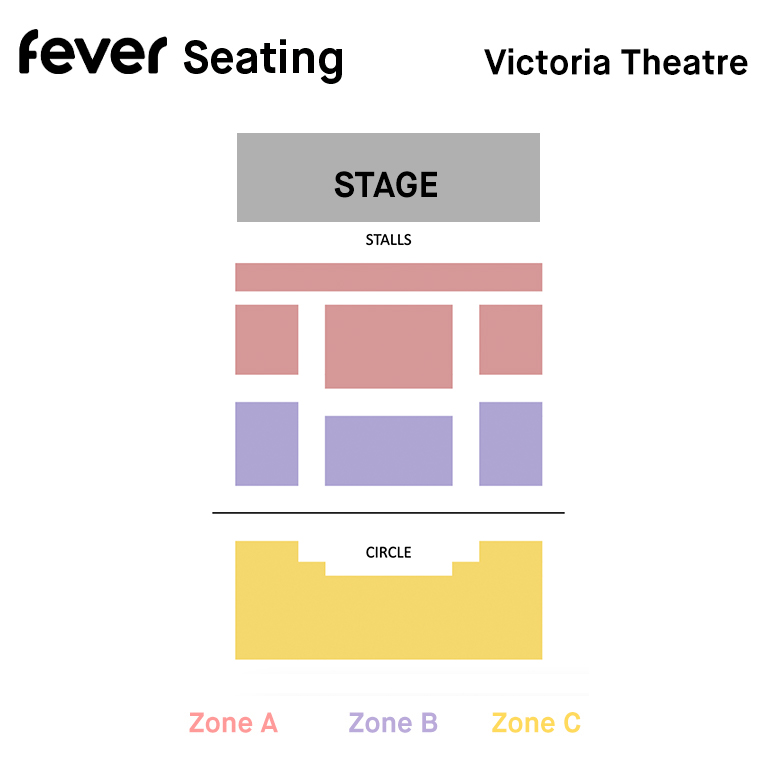 fever Seating
Victoria Theatre
STAGE
STALLS
CIRCLE
Zone A
Zone B
Zone C